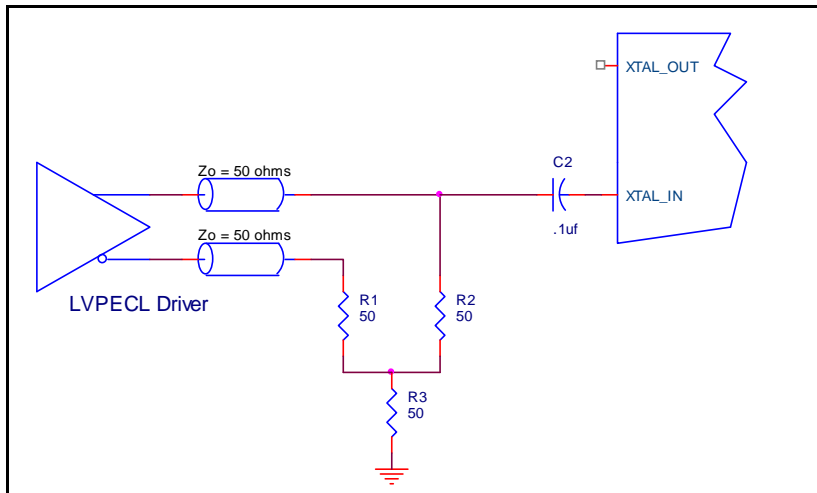 XTAL_OUT
Zo = 50 ohms
C2
XTAL_IN
.1uf
Zo = 50 ohms
LVPECL Driver
R1
50
R2
50
R3
50